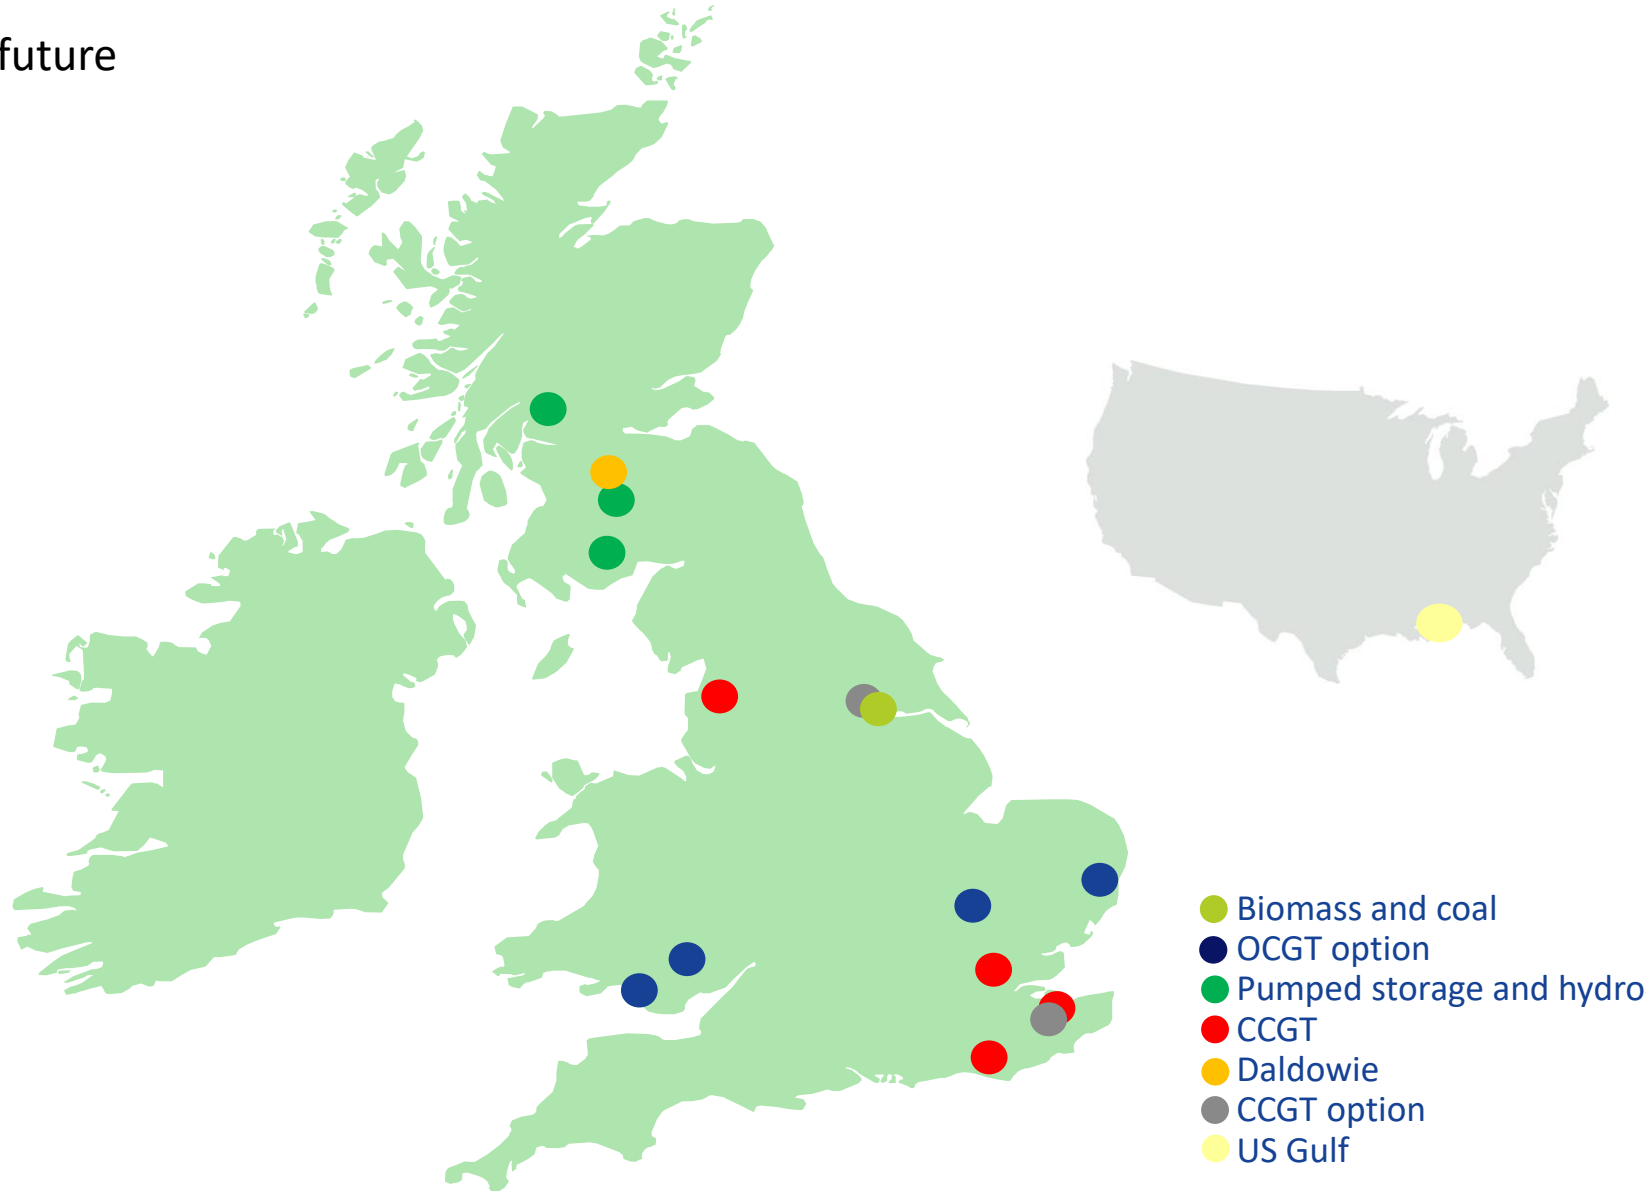 future
Biomass and coal
OCGT option
Pumped storage and hydro
CCGT
Daldowie
CCGT option
US Gulf